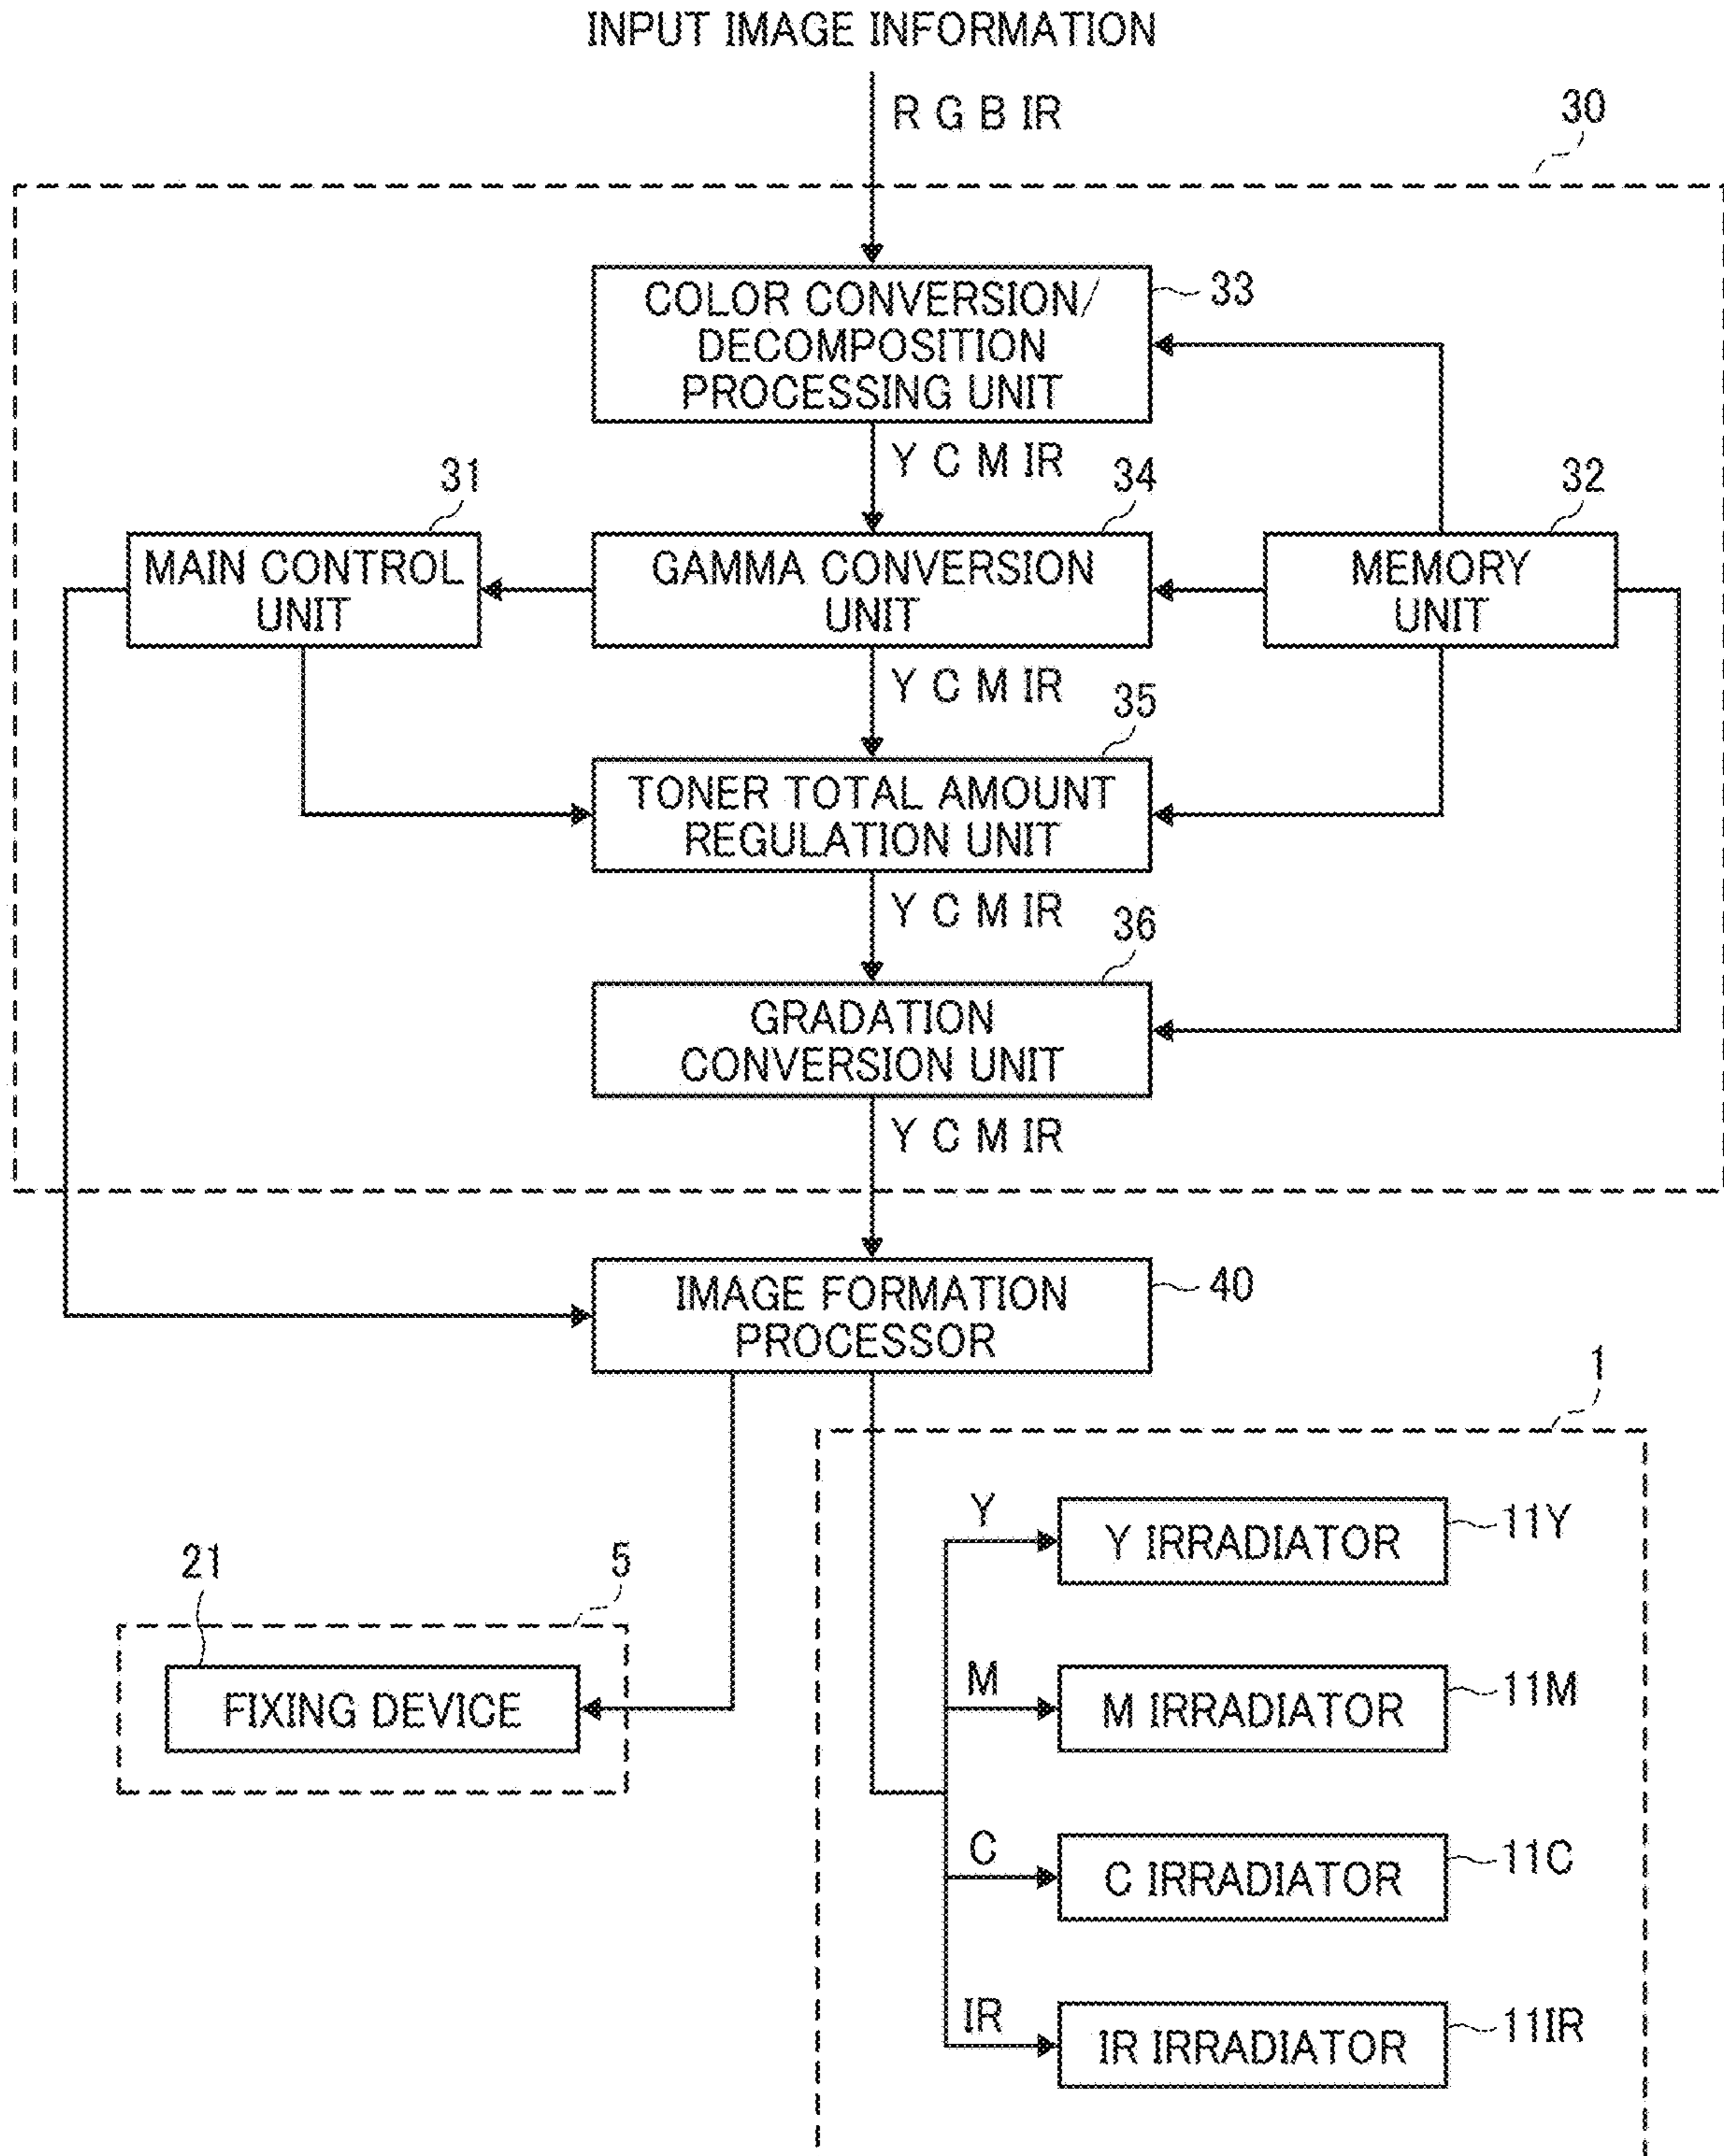 INPUT IMAGE INFORMATION
R G B IR
30
COLOR CONVERSION/
DECOMPOSITION
PROCESSING UNIT
33
Y C M IR
31
34
32
MAIN CONTROL
UNIT
GAMMA CONVERSION
UNIT
MEMORY
UNIT
Y C M IR
35
TONER TOTAL AMOUNT
REGULATION UNIT
Y C M IR
36
GRADATION
CONVERSION UNIT
Y C M IR
IMAGE FORMATION
PROCESSOR
40
1
Y
Y IRRADIATOR
11Y
21
5
FIXING DEVICE
M
M IRRADIATOR
11M
C
C IRRADIATOR
11C
IR
IR IRRADIATOR
11IR